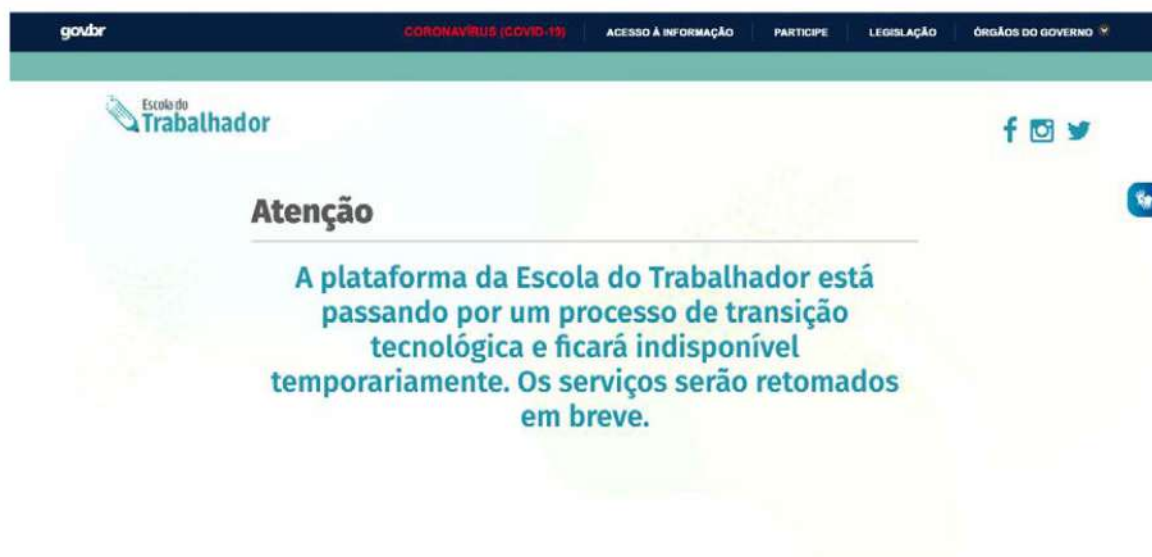 gov.br
CORONAVÍRUS (COVID-19)
ACESSO À INFORMAÇÃO
PARTICIPE
LEGISLAÇÃO
ÓRGÃOS DO GOVERNO
Escola do
Trabalhador
Atenção
A plataforma da Escola do Trabalhador está
passando por um processo de transição
tecnológica e ficará indisponível
temporariamente. Os serviços serão retomados
em breve.